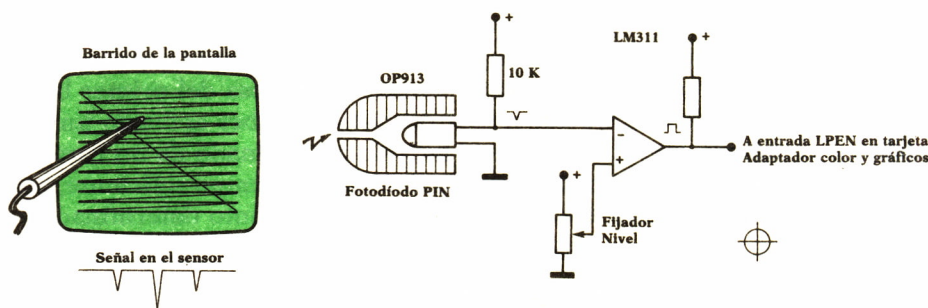 Barrido de la pantalla
Señal en el sensor
OP913
Fotodíodo PIN
+
10 K
LM311
+
−
+
+
Fijador
Nivel
A entrada LPEN en tarjeta
Adaptador color y gráficos